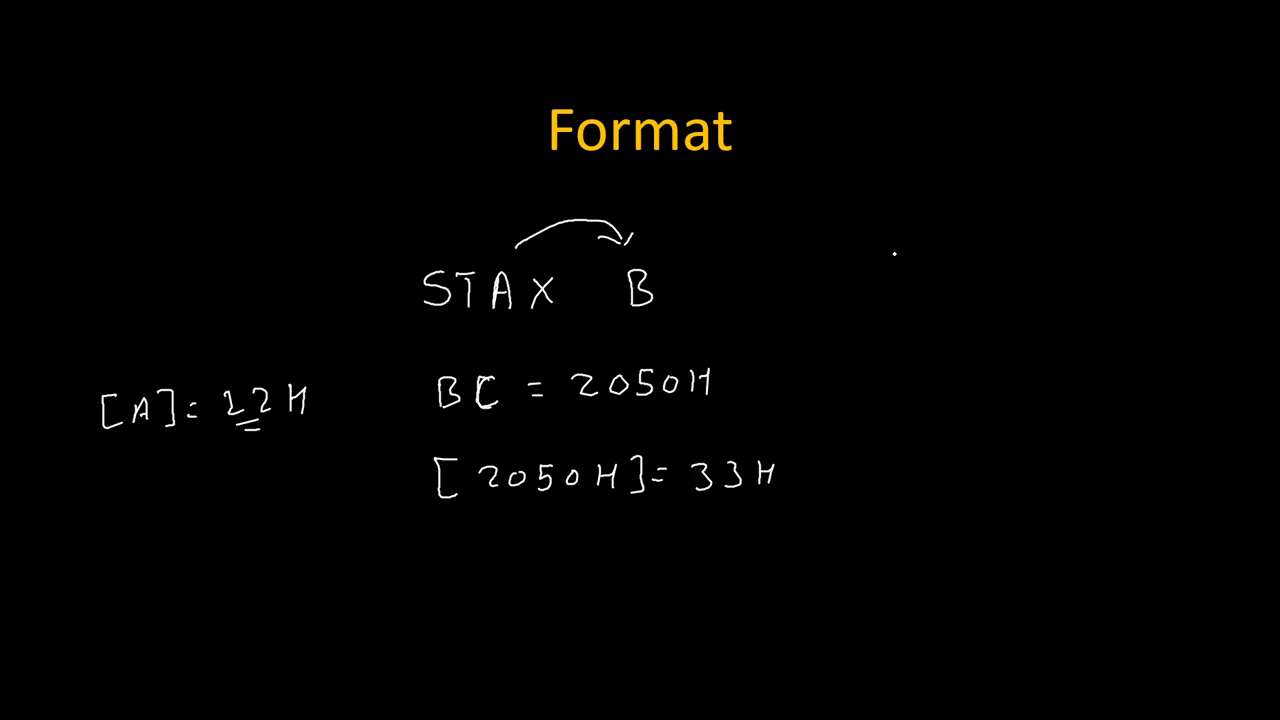 Format
STAX B
BC = 2050H
[A]= 22H
[2050H]= 33H